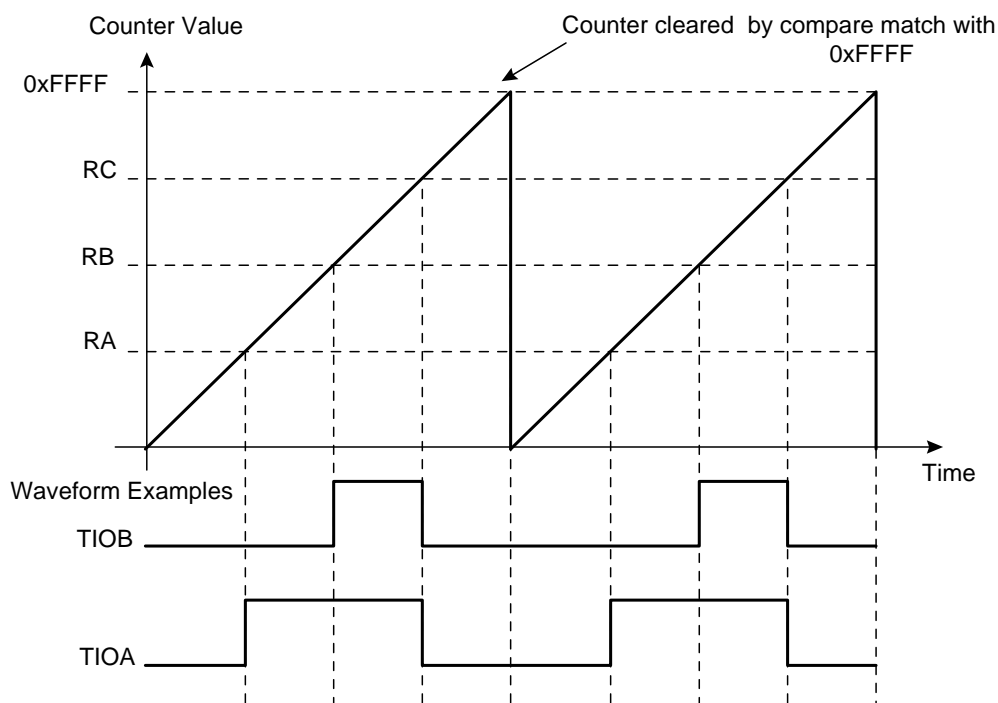 Counter Value
Counter cleared by compare match with
0xFFFF
0xFFFF
RC
RB
RA
Time
Waveform Examples
TIOB
TIOA